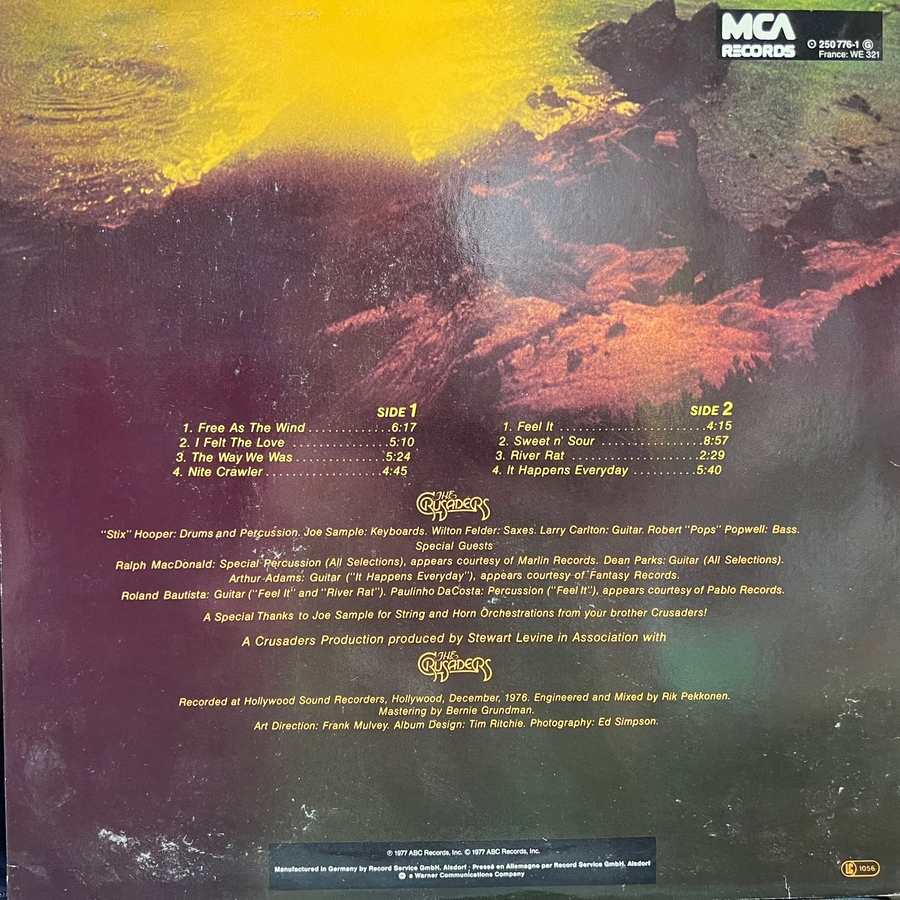 MCA
RECORDS
℗ 250 776-1 Ⓖ
France: WE 321
SIDE 1
1. Free As The Wind . . . . . . . . . . . .6:17
2. I Felt The Love . . . . . . . . . . . . . . .5:10
3. The Way We Was . . . . . . . . . . . . .5:24
4. Nite Crawler . . . . . . . . . . . . . . . . .4:45
SIDE 2
1. Feel It . . . . . . . . . . . . . . . . . . . . .4:15
2. Sweet n' Sour . . . . . . . . . . . . . . .8:57
3. River Rat . . . . . . . . . . . . . . . . . . .2:29
4. It Happens Everyday . . . . . . . . . .5:40
THE CRUSADERS
"Stix" Hooper: Drums and Percussion. Joe Sample: Keyboards. Wilton Felder: Saxes. Larry Carlton: Guitar. Robert "Pops" Popwell: Bass.
Special Guests
Ralph MacDonald: Special Percussion (All Selections), appears courtesy of Marlin Records. Dean Parks: Guitar (All Selections).
Arthur Adams: Guitar ("It Happens Everyday"), appears courtesy of Fantasy Records.
Roland Bautista: Guitar ("Feel It" and "River Rat"). Paulinho DaCosta: Percussion ("Feel It"), appears courtesy of Pablo Records.
A Special Thanks to Joe Sample for String and Horn Orchestrations from your brother Crusaders!
A Crusaders Production produced by Stewart Levine in Association with
THE CRUSADERS
Recorded at Hollywood Sound Recorders, Hollywood, December, 1976. Engineered and Mixed by Rik Pekkonen.
Mastering by Bernie Grundman.
Art Direction: Frank Mulvey. Album Design: Tim Ritchie. Photography: Ed Simpson.
℗ 1977 ABC Records, Inc. © 1977 ABC Records, Inc.
Manufactured in Germany by Record Service GmbH, Alsdorf · Pressé en Allemagne par Record Service GmbH, Alsdorf
a Warner Communications Company
LC 1056